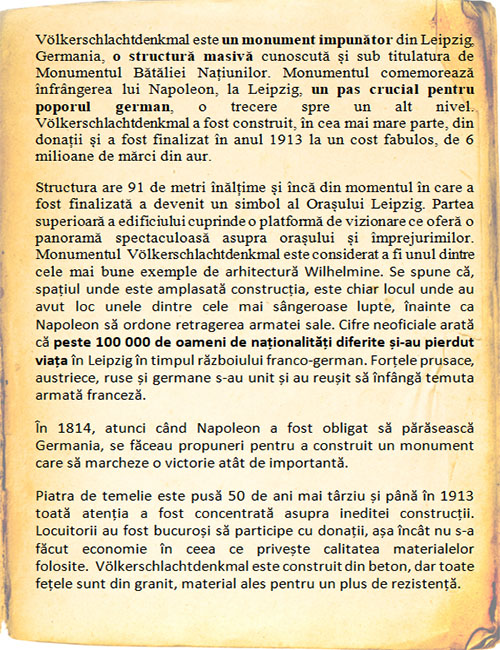 Völkerschlachtdenkmal este un monument impunător din Leipzig,
Germania, o structură masivă cunoscută și sub titulatura de
Monumentul Bătăliei Națiunilor. Monumentul comemorează
înfrângerea lui Napoleon, la Leipzig, un pas crucial pentru
poporul german, o trecere spre un alt nivel.
Völkerschlachtdenkmal a fost construit, în cea mai mare parte, din
donații și a fost finalizat în anul 1913 la un cost fabulos, de 6
milioane de mărci din aur.
Structura are 91 de metri înălțime și încă din momentul în care a
fost finalizată a devenit un simbol al Orașului Leipzig. Partea
superioară a edificiului cuprinde o platformă de vizionare ce oferă o
panoramă spectaculoasă asupra orașului și împrejurimilor.
Monumentul Völkerschlachtdenkmal este considerat a fi unul dintre
cele mai bune exemple de arhitectură Wilhelmine. Se spune că,
spațiul unde este amplasată construcția, este chiar locul unde au
avut loc unele dintre cele mai sângeroase lupte, înainte ca
Napoleon să ordone retragerea armatei sale. Cifre neoficiale arată
că peste 100 000 de oameni de naționalități diferite și-au pierdut
viața în Leipzig în timpul războiului franco-german. Forțele prusace,
austriece, ruse și germane s-au unit și au reușit să înfângă temuta
armată franceză.
În 1814, atunci când Napoleon a fost obligat să părăsească
Germania, se făceau propuneri pentru a construit un monument
care să marcheze o victorie atât de importantă.
Piatra de temelie este pusă 50 de ani mai târziu și până în 1913
toată atenția a fost concentrată asupra ineditei construcții.
Locuitorii au fost bucuroși să participe cu donații, așa încât nu s-a
făcut economie în ceea ce privește calitatea materialelor
folosite. Völkerschlachtdenkmal este construit din beton, dar toate
fețele sunt din granit, material ales pentru un plus de rezistență.